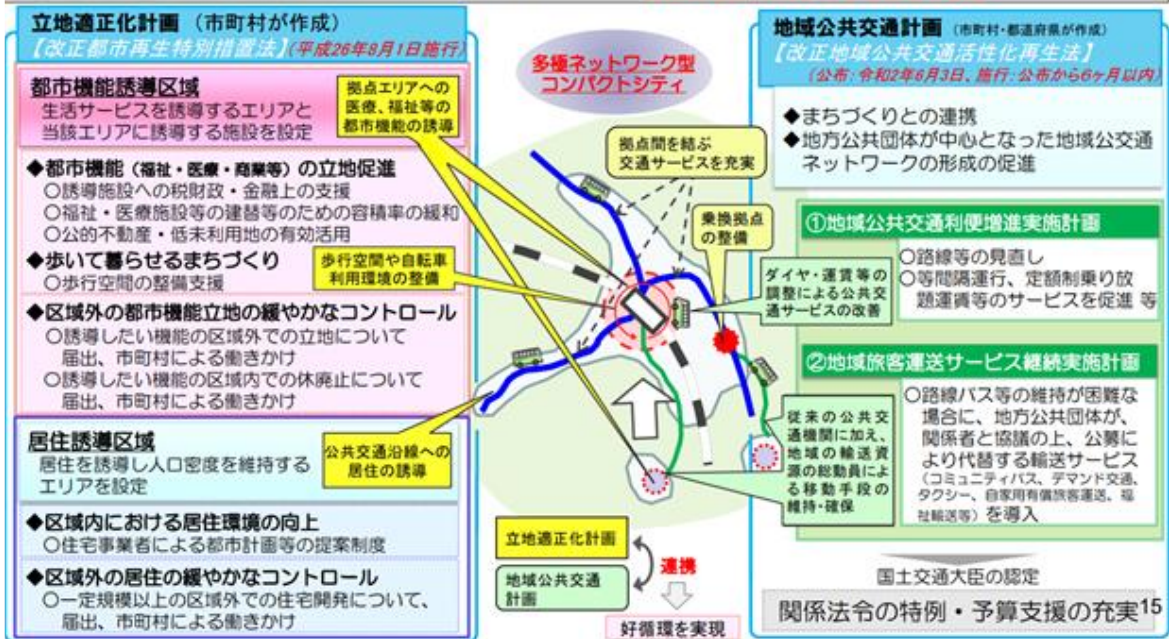 立地適正化計画（市町村が作成）
【改正都市再生特別措置法】（平成26年8月1日施行）
都市機能誘導区域
生活サービスを誘導するエリアと
当該エリアに誘導する施設を設定
◆都市機能（福祉・医療・商業等）の立地促進
○誘導施設への税財政・金融上の支援
○福祉・医療施設等の建替等のための容積率の緩和
○公的不動産・低未利用地の有効活用
◆歩いて暮らせるまちづくり
○歩行空間の整備支援
◆区域外の都市機能立地の緩やかなコントロール
○誘導したい機能の区域外での立地について
届出、市町村による働きかけ
○誘導したい機能の区域内での休廃止について
届出、市町村による働きかけ
居住誘導区域
居住を誘導し人口密度を維持する
エリアを設定
◆区域内における居住環境の向上
○住宅事業者による都市計画等の提案制度
◆区域外の居住の緩やかなコントロール
○一定規模以上の区域外での住宅開発について、
届出、市町村による働きかけ
多極ネットワーク型
コンパクトシティ
拠点エリアへの
医療、福祉等の
都市機能の誘導
拠点間を結ぶ
交通サービスを充実
乗換拠点
の整備
歩行空間や自転車
利用環境の整備
ダイヤ・運賃等の
調整による公共交
通サービスの改善
公共交通沿線への
居住の誘導
従来の公共交
通機関に加え、
地域の輸送資
源の総動員によ
る移動手段の
維持・確保
立地適正化計画
地域公共交通
計画
連携
好循環を実現
地域公共交通計画（市町村・都道府県が作成）
【改正地域公共交通活性化再生法】
（公布：令和2年6月3日、施行：公布から6ヶ月以内）
◆まちづくりとの連携
◆地方公共団体が中心となった地域公交通
ネットワークの形成の促進
①地域公共交通利便増進実施計画
○路線等の見直し
○等間隔運行、定額制乗り放
題運賃等のサービスを促進 等
②地域旅客運送サービス継続実施計画
○路線バス等の維持が困難な
場合に、地方公共団体が、
関係者と協議の上、公募に
より代替する輸送サービス
（コミュニティバス、デマンド交通、
タクシー、自家用有償旅客運送、福
祉輸送等）を導入
国土交通大臣の認定
関係法令の特例・予算支援の充実
15